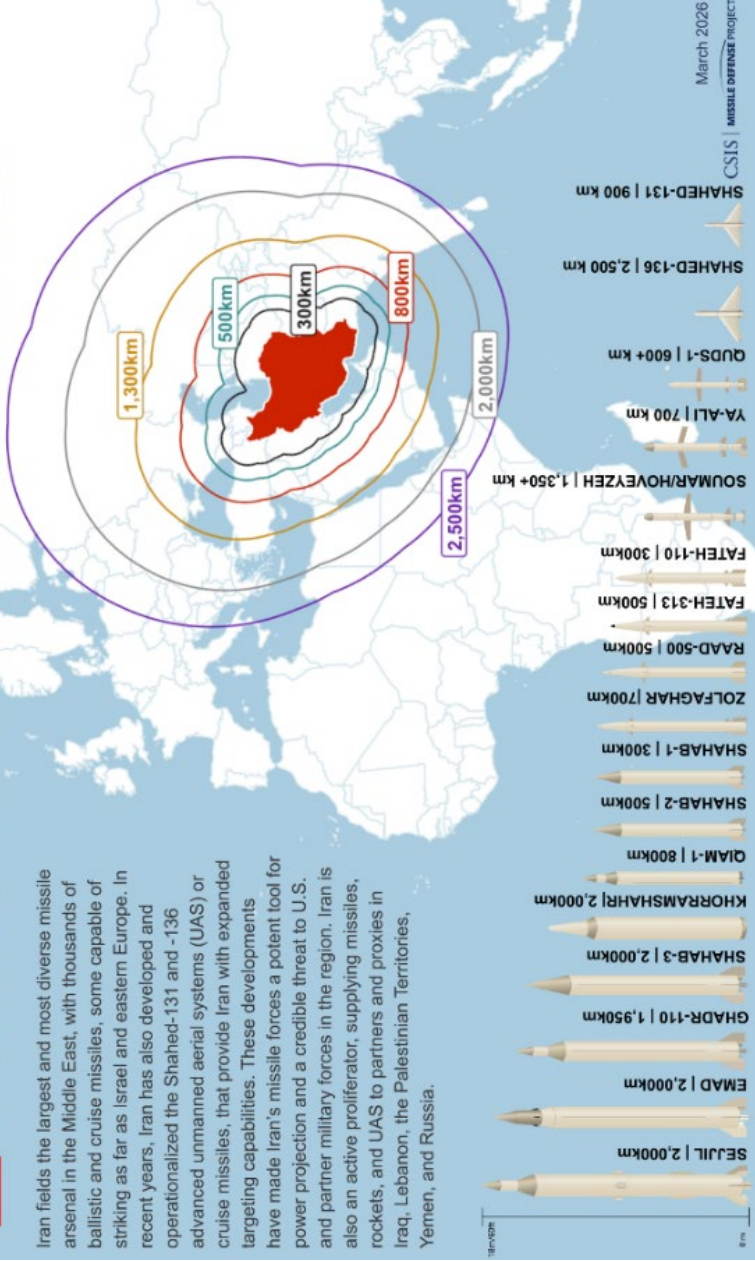 Iran fields the largest and most diverse missile
arsenal in the Middle East, with thousands of
ballistic and cruise missiles, some capable of
striking as far as Israel and eastern Europe. In
recent years, Iran has also developed and
operationalized the Shahed-131 and -136
advanced unmanned aerial systems (UAS) or
cruise missiles, that provide Iran with expanded
targeting capabilities. These developments
have made Iran's missile forces a potent tool for
power projection and a credible threat to U.S.
and partner military forces in the region. Iran is
also an active proliferator, supplying missiles,
rockets, and UAS to partners and proxies in
Iraq, Lebanon, the Palestinian Territories,
Yemen, and Russia.
1,300km
500km
300km
800km
2,000km
2,500km
18m/60ft
0 m
SEJJIL | 2,000km
EMAD | 2,000km
GHADR-110 | 1,950km
SHAHAB-3 | 2,000km
KHORRAMSHAHR| 2,000km
QIAM-1 | 800km
SHAHAB-2 | 500km
SHAHAB-1 | 300km
ZOLFAGHAR |700km
RAAD-500 | 500km
FATEH-313 | 500km
FATEH-110 | 300km
SOUMAR/HOVEYZEH | 1,350+ km
YA-ALI | 700 km
QUDS-1 | 600+ km
SHAHED-136 | 2,500 km
SHAHED-131 | 900 km
March 2026
CSIS | MISSILE DEFENSE PROJECT